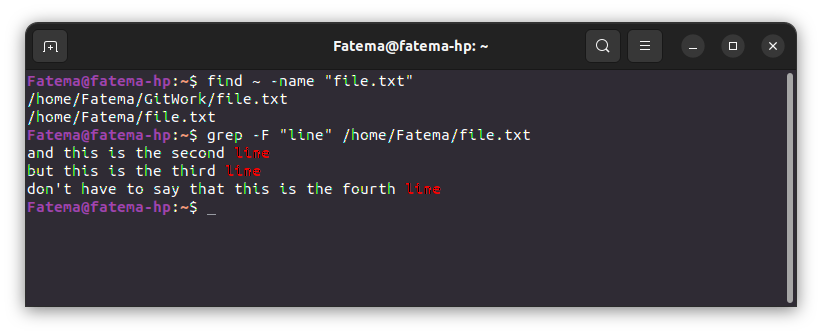 Fatema@fatema-hp: ~
Fatema@fatema-hp:~$ find ~ -name "file.txt"
/home/Fatema/GitWork/file.txt
/home/Fatema/file.txt
Fatema@fatema-hp:~$ grep -F "line" /home/Fatema/file.txt
and this is the second line
but this is the third line
don't have to say that this is the fourth line
Fatema@fatema-hp:~$ _